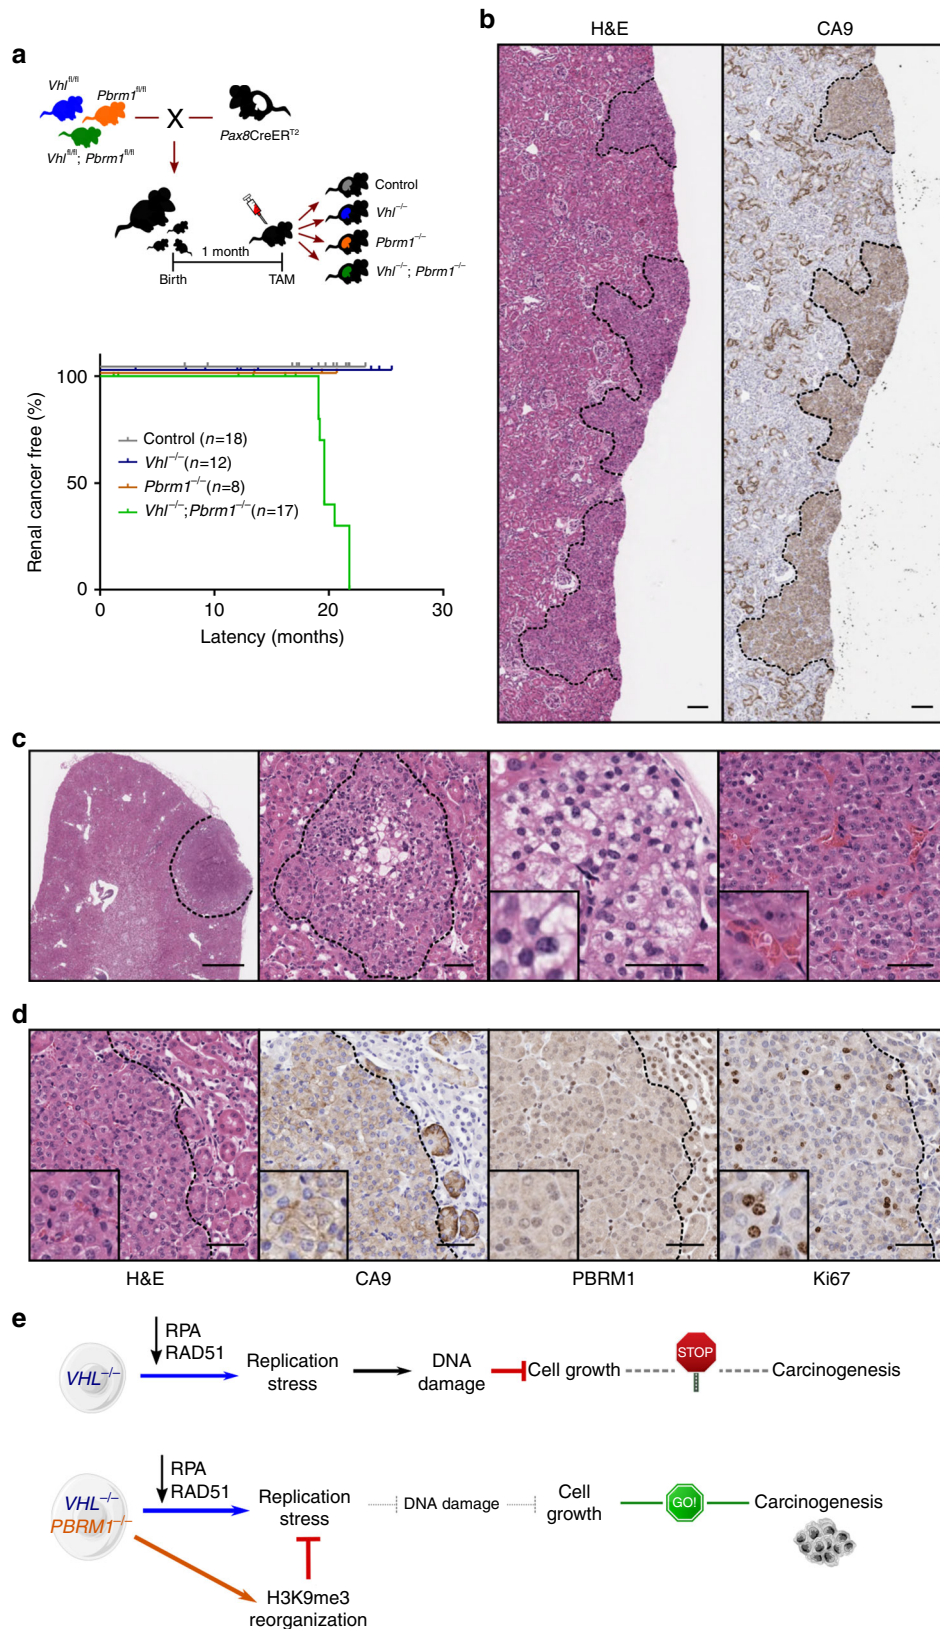 a
Vhl^fl/fl
Pbrm1^fl/fl
Vhl^fl/fl; Pbrm1^fl/fl
X
Pax8CreER^T2
1 month
Birth
TAM
Control
Vhl^−/−
Pbrm1^−/−
Vhl^−/−; Pbrm1^−/−
Renal cancer free (%)
100
50
0
Control (n=18)
Vhl^−/−(n=12)
Pbrm1^−/−(n=8)
Vhl^−/−;Pbrm1^−/−(n=17)
0 10 20 30
Latency (months)
b
H&E CA9
c
d
H&E CA9 PBRM1 Ki67
e
VHL^−/−
RPA
RAD51
Replication
stress
DNA
damage
Cell growth
STOP
Carcinogenesis
VHL^−/−
PBRM1^−/−
RPA
RAD51
Replication
stress
DNA damage
Cell
growth
GO!
Carcinogenesis
H3K9me3
reorganization